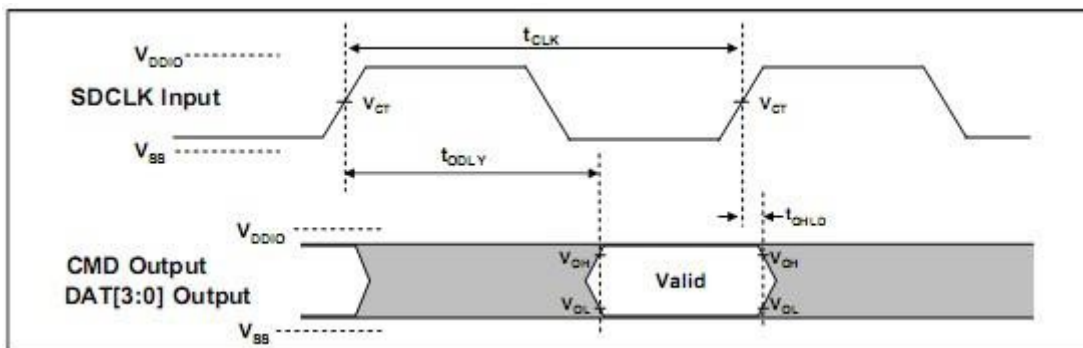 t_CLK
V_DDIO
SDCLK Input
V_CT
V_CT
V_SS
t_ODLY
t_OHLD
V_DDIO
CMD Output
DAT[3:0] Output
V_OH
Valid
V_OH
V_OL
V_OL
V_SS